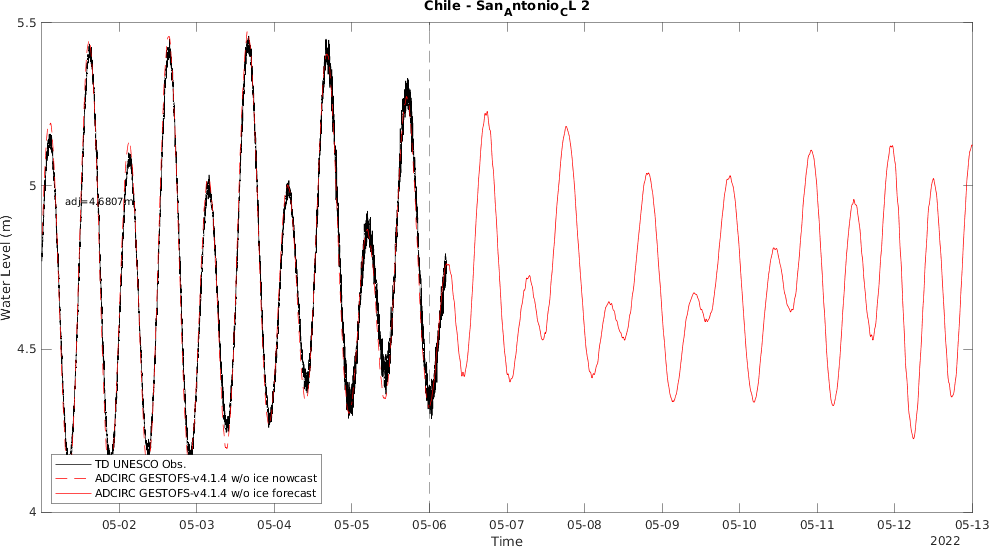 Chile - SanAntonioCL 2
5.5
5
4.5
4
Water Level (m)
adj=4.6807m
TD UNESCO Obs.
ADCIRC GESTOFS-v4.1.4 w/o ice nowcast
ADCIRC GESTOFS-v4.1.4 w/o ice forecast
05-02 05-03 05-04 05-05 05-06 05-07 05-08 05-09 05-10 05-11 05-12 05-13
Time
2022